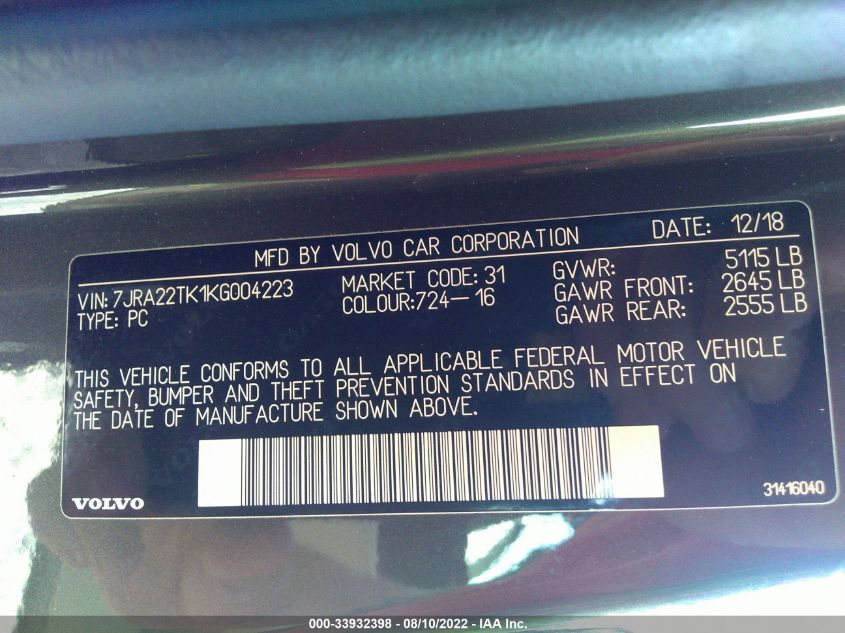 MFD BY VOLVO CAR CORPORATION DATE: 12/18
VIN: 7JRA22TK1KG004223 MARKET CODE: 31 GVWR: 5115 LB
TYPE: PC COLOUR:724-16 GAWR FRONT: 2645 LB
GAWR REAR: 2555 LB
THIS VEHICLE CONFORMS TO ALL APPLICABLE FEDERAL MOTOR VEHICLE
SAFETY, BUMPER AND THEFT PREVENTION STANDARDS IN EFFECT ON
THE DATE OF MANUFACTURE SHOWN ABOVE.
VOLVO 31416040
000-33932398 - 08/10/2022 - IAA Inc.